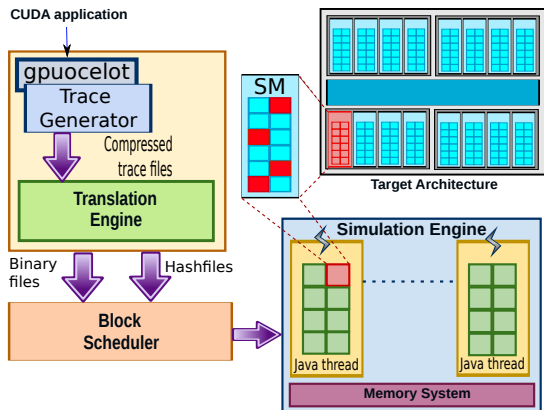 CUDA application
gpuocelot
Trace
Generator
Compressed
trace files
Translation
Engine
Binary
files
Hashfiles
Block
Scheduler
SM
Target Architecture
Simulation Engine
Java thread
Java thread
Memory System